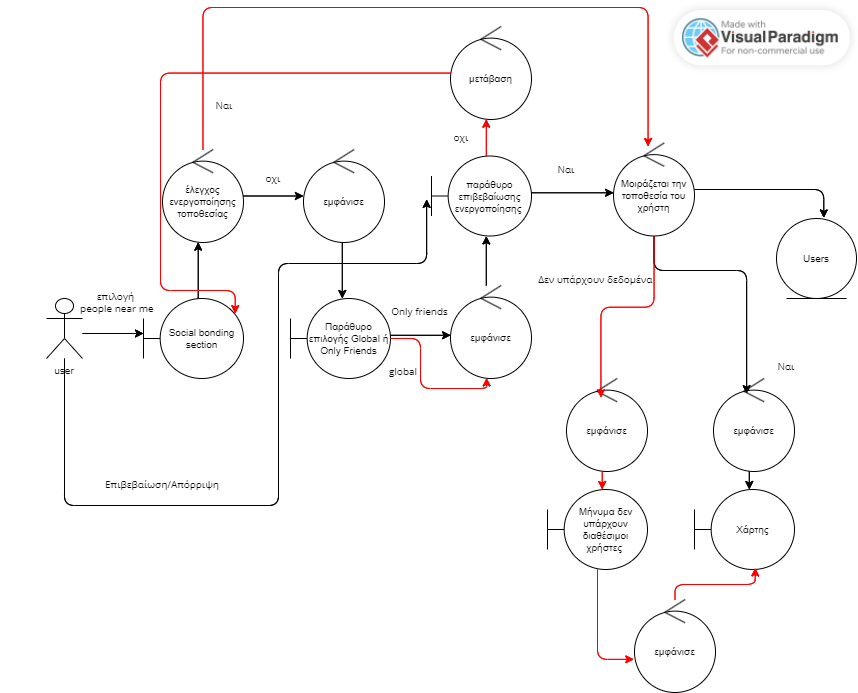 Made with
VisualParadigm
For non-commercial use
μετάβαση
Ναι
οχι
έλεγχος
ενεργοποίησης
τοποθεσίας
οχι
εμφάνισε
παράθυρο
επιβεβαίωσης
ενεργοποίησης
Ναι
Μοιράζεται την
τοποθεσία του
χρήστη
Users
Δεν υπάρχουν δεδομένα
επιλογή
people near me
user
Social bonding
section
Παράθυρο
επιλογής Global ή
Only Friends
Only friends
global
εμφάνισε
Ναι
εμφάνισε
εμφάνισε
Επιβεβαίωση/Απόρριψη
Μήνυμα δεν
υπάρχουν
διαθέσιμοι
χρήστες
Χάρτης
εμφάνισε